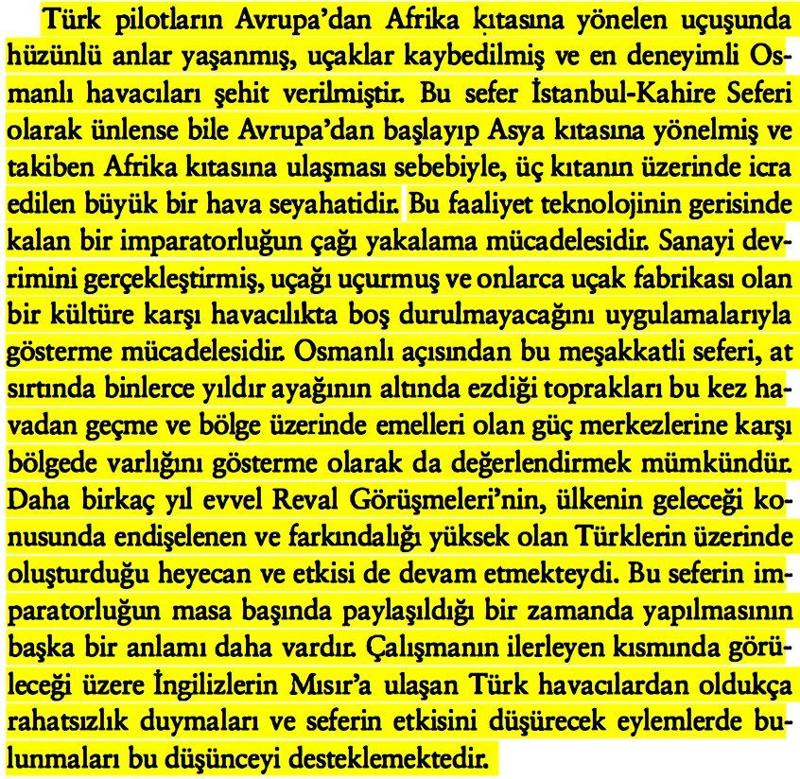 Türk pilotların Avrupa’dan Afrika kıtasına yönelen uçuşunda
hüzünlü anlar yaşanmış, uçaklar kaybedilmiş ve en deneyimli Os-
manlı havacıları şehit verilmiştir. Bu sefer İstanbul-Kahire Seferi
olarak ünlense bile Avrupa’dan başlayıp Asya kıtasına yönelmiş ve
takiben Afrika kıtasına ulaşması sebebiyle, üç kıtanın üzerinde icra
edilen büyük bir hava seyahatidir. Bu faaliyet teknolojinin gerisinde
kalan bir imparatorluğun çağı yakalama mücadelesidir. Sanayi dev-
rimini gerçekleştirmiş, uçağı uçurmuş ve onlarca uçak fabrikası olan
bir kültüre karşı havacılıkta boş durulmayacağını uygulamalarıyla
gösterme mücadelesidir. Osmanlı açısından bu meşakkatli seferi, at
sırtında binlerce yıldır ayağının altında ezdiği toprakları bu kez ha-
vadan geçme ve bölge üzerinde emelleri olan güç merkezlerine karşı
bölgede varlığını gösterme olarak da değerlendirmek mümkündür.
Daha birkaç yıl evvel Reval Görüşmeleri’nin, ülkenin geleceği ko-
nusunda endişelenen ve farkındalığı yüksek olan Türklerin üzerinde
oluşturduğu heyecan ve etkisi de devam etmekteydi. Bu seferin im-
paratorluğun masa başında paylaşıldığı bir zamanda yapılmasının
başka bir anlamı daha vardır. Çalışmanın ilerleyen kısmında görü-
leceği üzere İngilizlerin Mısır’a ulaşan Türk havacılardan oldukça
rahatsızlık duymaları ve seferin etkisini düşürecek eylemlerde bu-
lunmaları bu düşünceyi desteklemektedir.